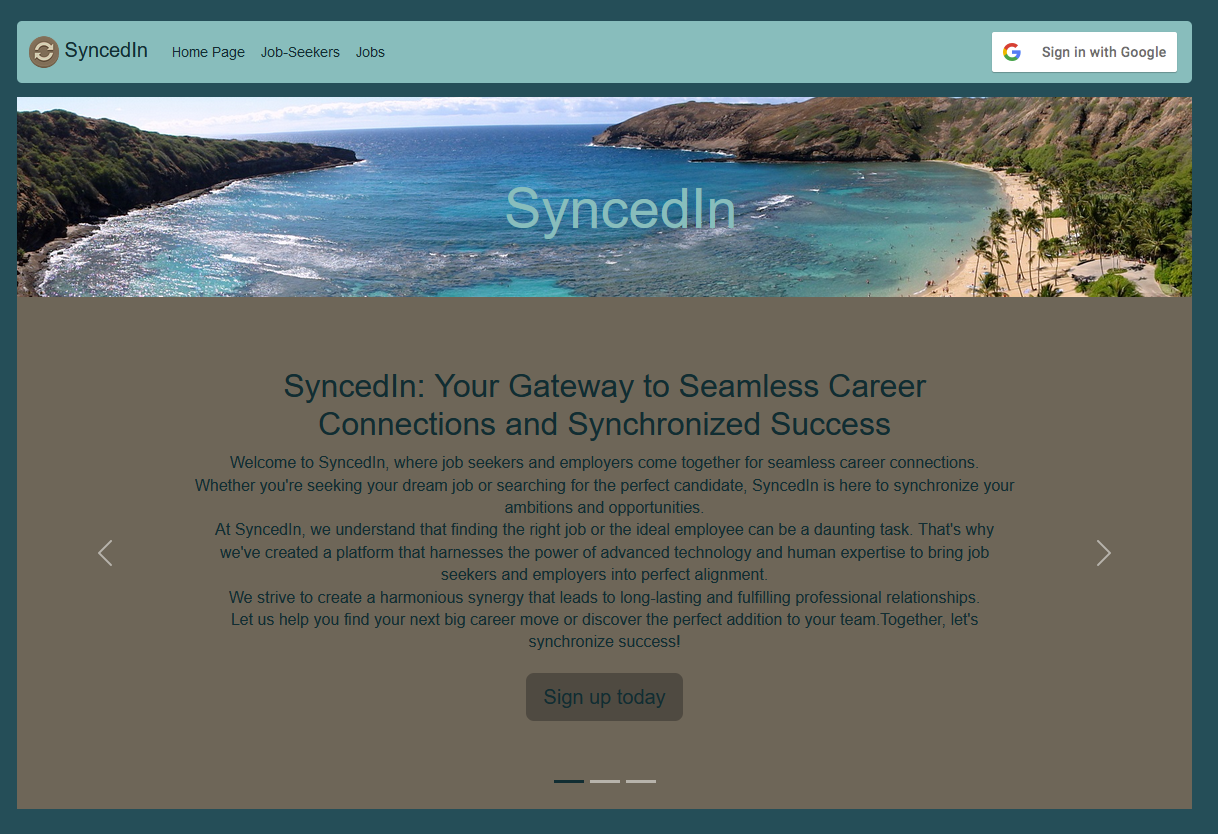 SyncedIn
Home Page
Job-Seekers
Jobs
Sign in with Google
SyncedIn
SyncedIn: Your Gateway to Seamless Career
Connections and Synchronized Success
Welcome to SyncedIn, where job seekers and employers come together for seamless career connections.
Whether you're seeking your dream job or searching for the perfect candidate, SyncedIn is here to synchronize your
ambitions and opportunities.
At SyncedIn, we understand that finding the right job or the ideal employee can be a daunting task. That's why
we've created a platform that harnesses the power of advanced technology and human expertise to bring job
seekers and employers into perfect alignment.
We strive to create a harmonious synergy that leads to long-lasting and fulfilling professional relationships.
Let us help you find your next big career move or discover the perfect addition to your team.Together, let's
synchronize success!
Sign up today